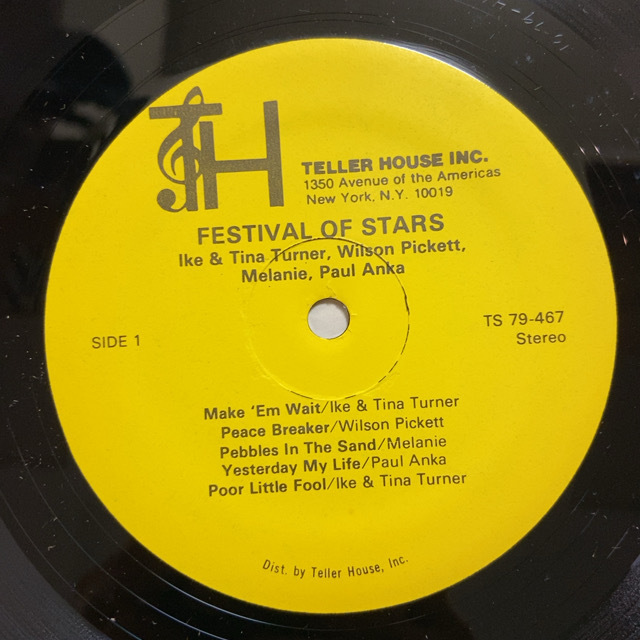 TH
TELLER HOUSE INC.
1350 Avenue of the Americas
New York, N.Y. 10019
FESTIVAL OF STARS
Ike & Tina Turner, Wilson Pickett,
Melanie, Paul Anka
SIDE 1
TS 79-467
Stereo
Make 'Em Wait/Ike & Tina Turner
Peace Breaker/Wilson Pickett
Pebbles In The Sand/Melanie
Yesterday My Life/Paul Anka
Poor Little Fool/Ike & Tina Turner
Dist. by Teller House, Inc.